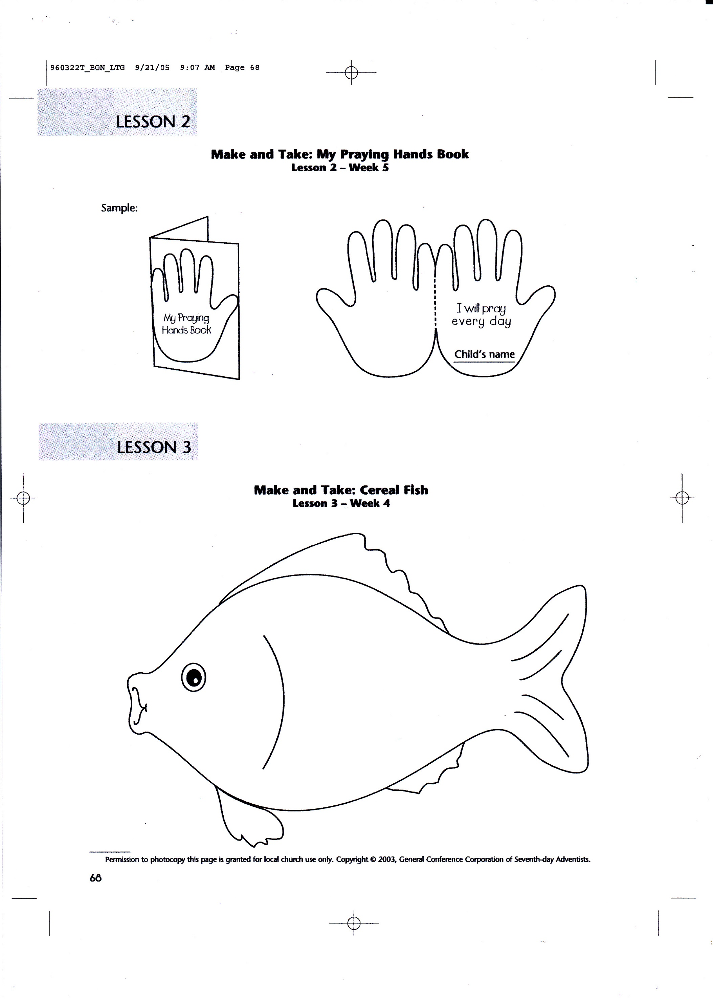 960322T_BGN_LTG 9/21/05 9:07 AM Page 68
LESSON 2
Make and Take: My Praying Hands Book
Lesson 2 – Week 5
Sample:
My Praying
Hands Book
I will pray
every day
Child's name
LESSON 3
Make and Take: Cereal Fish
Lesson 3 – Week 4
Permission to photocopy this page is granted for local church use only. Copyright © 2003, General Conference Corporation of Seventh-day Adventists.
68